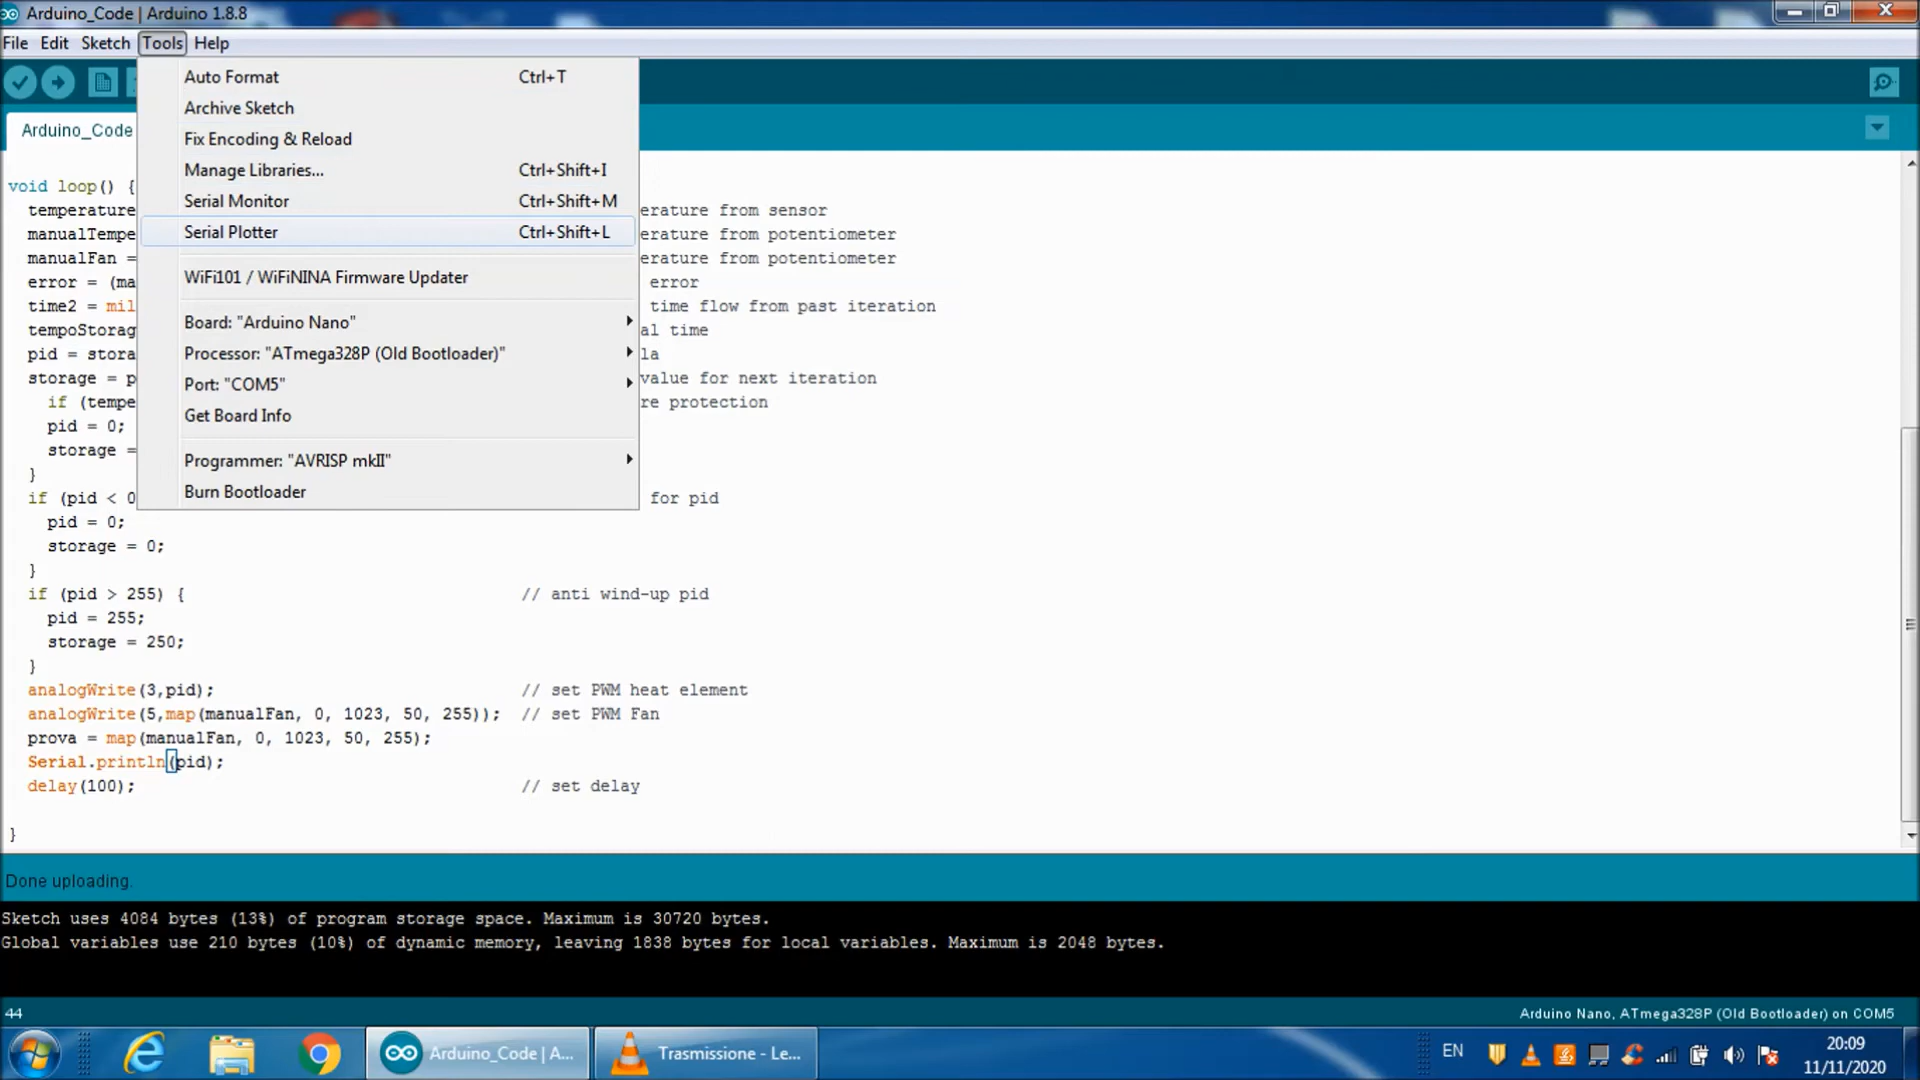 Arduino_Code | Arduino 1.8.8
File Edit Sketch Tools Help
Auto Format Ctrl+T
Archive Sketch
Arduino_Code
Fix Encoding & Reload
Manage Libraries... Ctrl+Shift+I
void loop() {
Serial Monitor Ctrl+Shift+M
temperature erature from sensor
Serial Plotter Ctrl+Shift+L
manualTempe erature from potentiometer
manualFan = erature from potentiometer
WiFi101 / WiFiNINA Firmware Updater
error = (ma error
time2 = mil time flow from past iteration
Board: "Arduino Nano"
tempoStorag al time
Processor: "ATmega328P (Old Bootloader)"
pid = stora la
Port: "COM5"
storage = p value for next iteration
if (tempe re protection
Get Board Info
pid = 0;
storage =
Programmer: "AVRISP mkII"
}
Burn Bootloader
if (pid < 0 for pid
pid = 0;
storage = 0;
}
if (pid > 255) { // anti wind-up pid
pid = 255;
storage = 250;
}
analogWrite(3,pid); // set PWM heat element
analogWrite(5,map(manualFan, 0, 1023, 50, 255)); // set PWM Fan
prova = map(manualFan, 0, 1023, 50, 255);
Serial.println(pid);
delay(100); // set delay
}
Done uploading.
Sketch uses 4084 bytes (13%) of program storage space. Maximum is 30720 bytes.
Global variables use 210 bytes (10%) of dynamic memory, leaving 1838 bytes for local variables. Maximum is 2048 bytes.
44 Arduino Nano, ATmega328P (Old Bootloader) on COM5
Arduino_Code | A... Trasmissione - Le... EN 20:09
11/11/2020